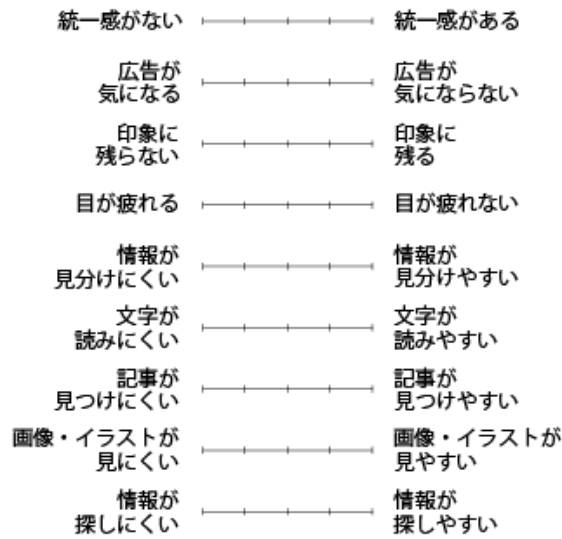 統一感がない 統一感がある
広告が 広告が
気になる 気にならない
印象に 印象に
残らない 残る
目が疲れる 目が疲れない
情報が 情報が
見分けにくい 見分けやすい
文字が 文字が
読みにくい 読みやすい
記事が 記事が
見つけにくい 見つけやすい
画像・イラストが 画像・イラストが
見にくい 見やすい
情報が 情報が
探しにくい 探しやすい